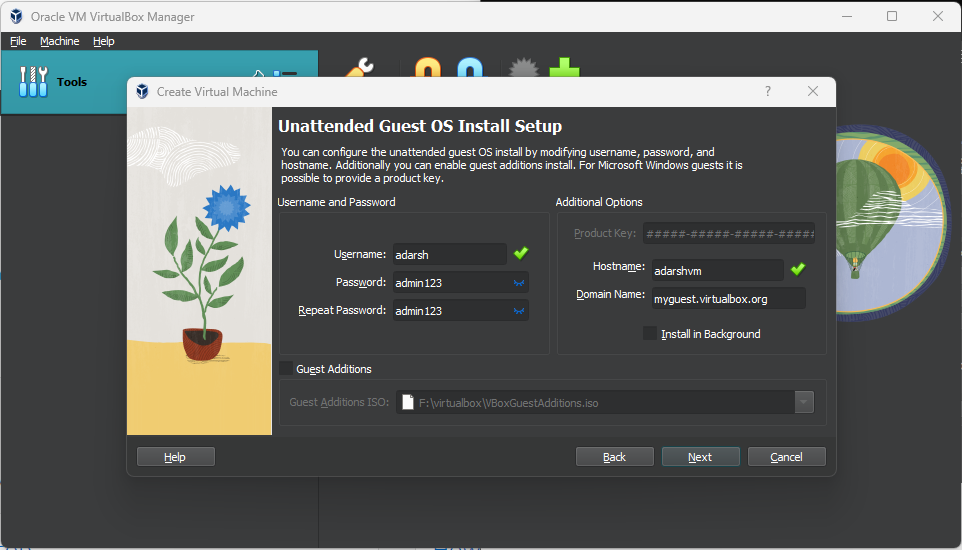 Oracle VM VirtualBox Manager
File Machine Help
Tools
Create Virtual Machine
?
Unattended Guest OS Install Setup
You can configure the unattended guest OS install by modifying username, password, and
hostname. Additionally you can enable guest additions install. For Microsoft Windows guests it is
possible to provide a product key.
Username and Password
Username: adarsh
Password: admin123
Repeat Password: admin123
Additional Options
Product Key: #####-#####-#####-#####
Hostname: adarshvm
Domain Name: myguest.virtualbox.org
Install in Background
Guest Additions
Guest Additions ISO: F:\virtualbox\VBoxGuestAdditions.iso
Help Back Next Cancel